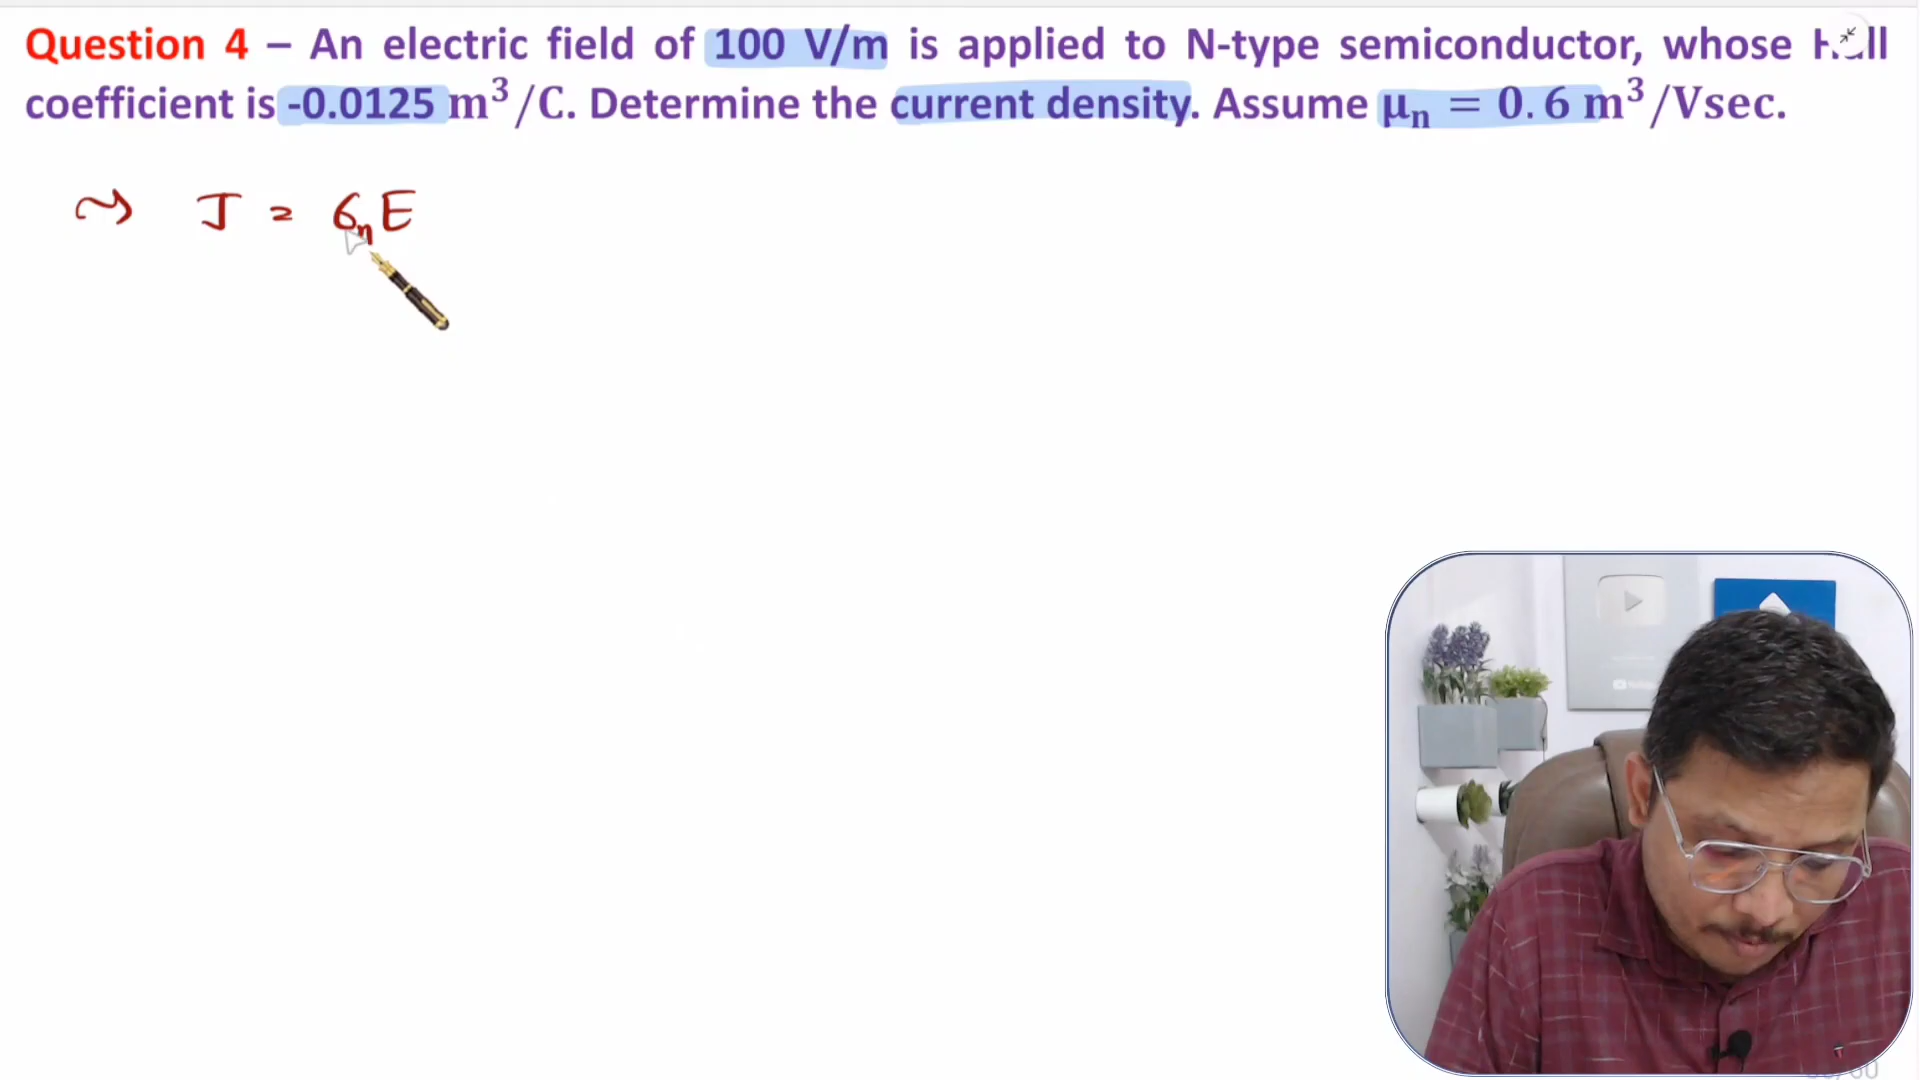 Question 4 – An electric field of 100 V/m is applied to N-type semiconductor, whose
coefficient is -0.0125 m³/C. Determine the current density. Assume μₙ = 0.6 m³/Vsec.
J = σₙE